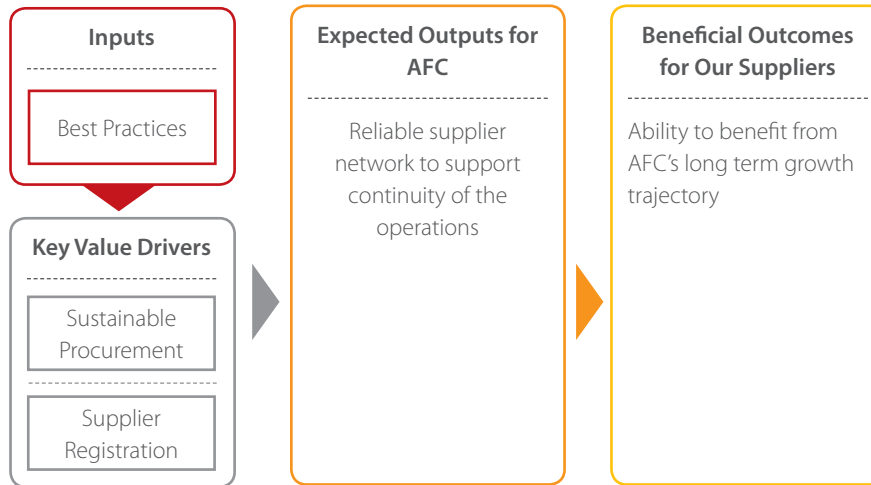 Inputs
Best Practices
Key Value Drivers
Sustainable
Procurement
Supplier
Registration
Expected Outputs for
AFC
Reliable supplier
network to support
continuity of the
operations
Beneficial Outcomes
for Our Suppliers
Ability to benefit from
AFC's long term growth
trajectory